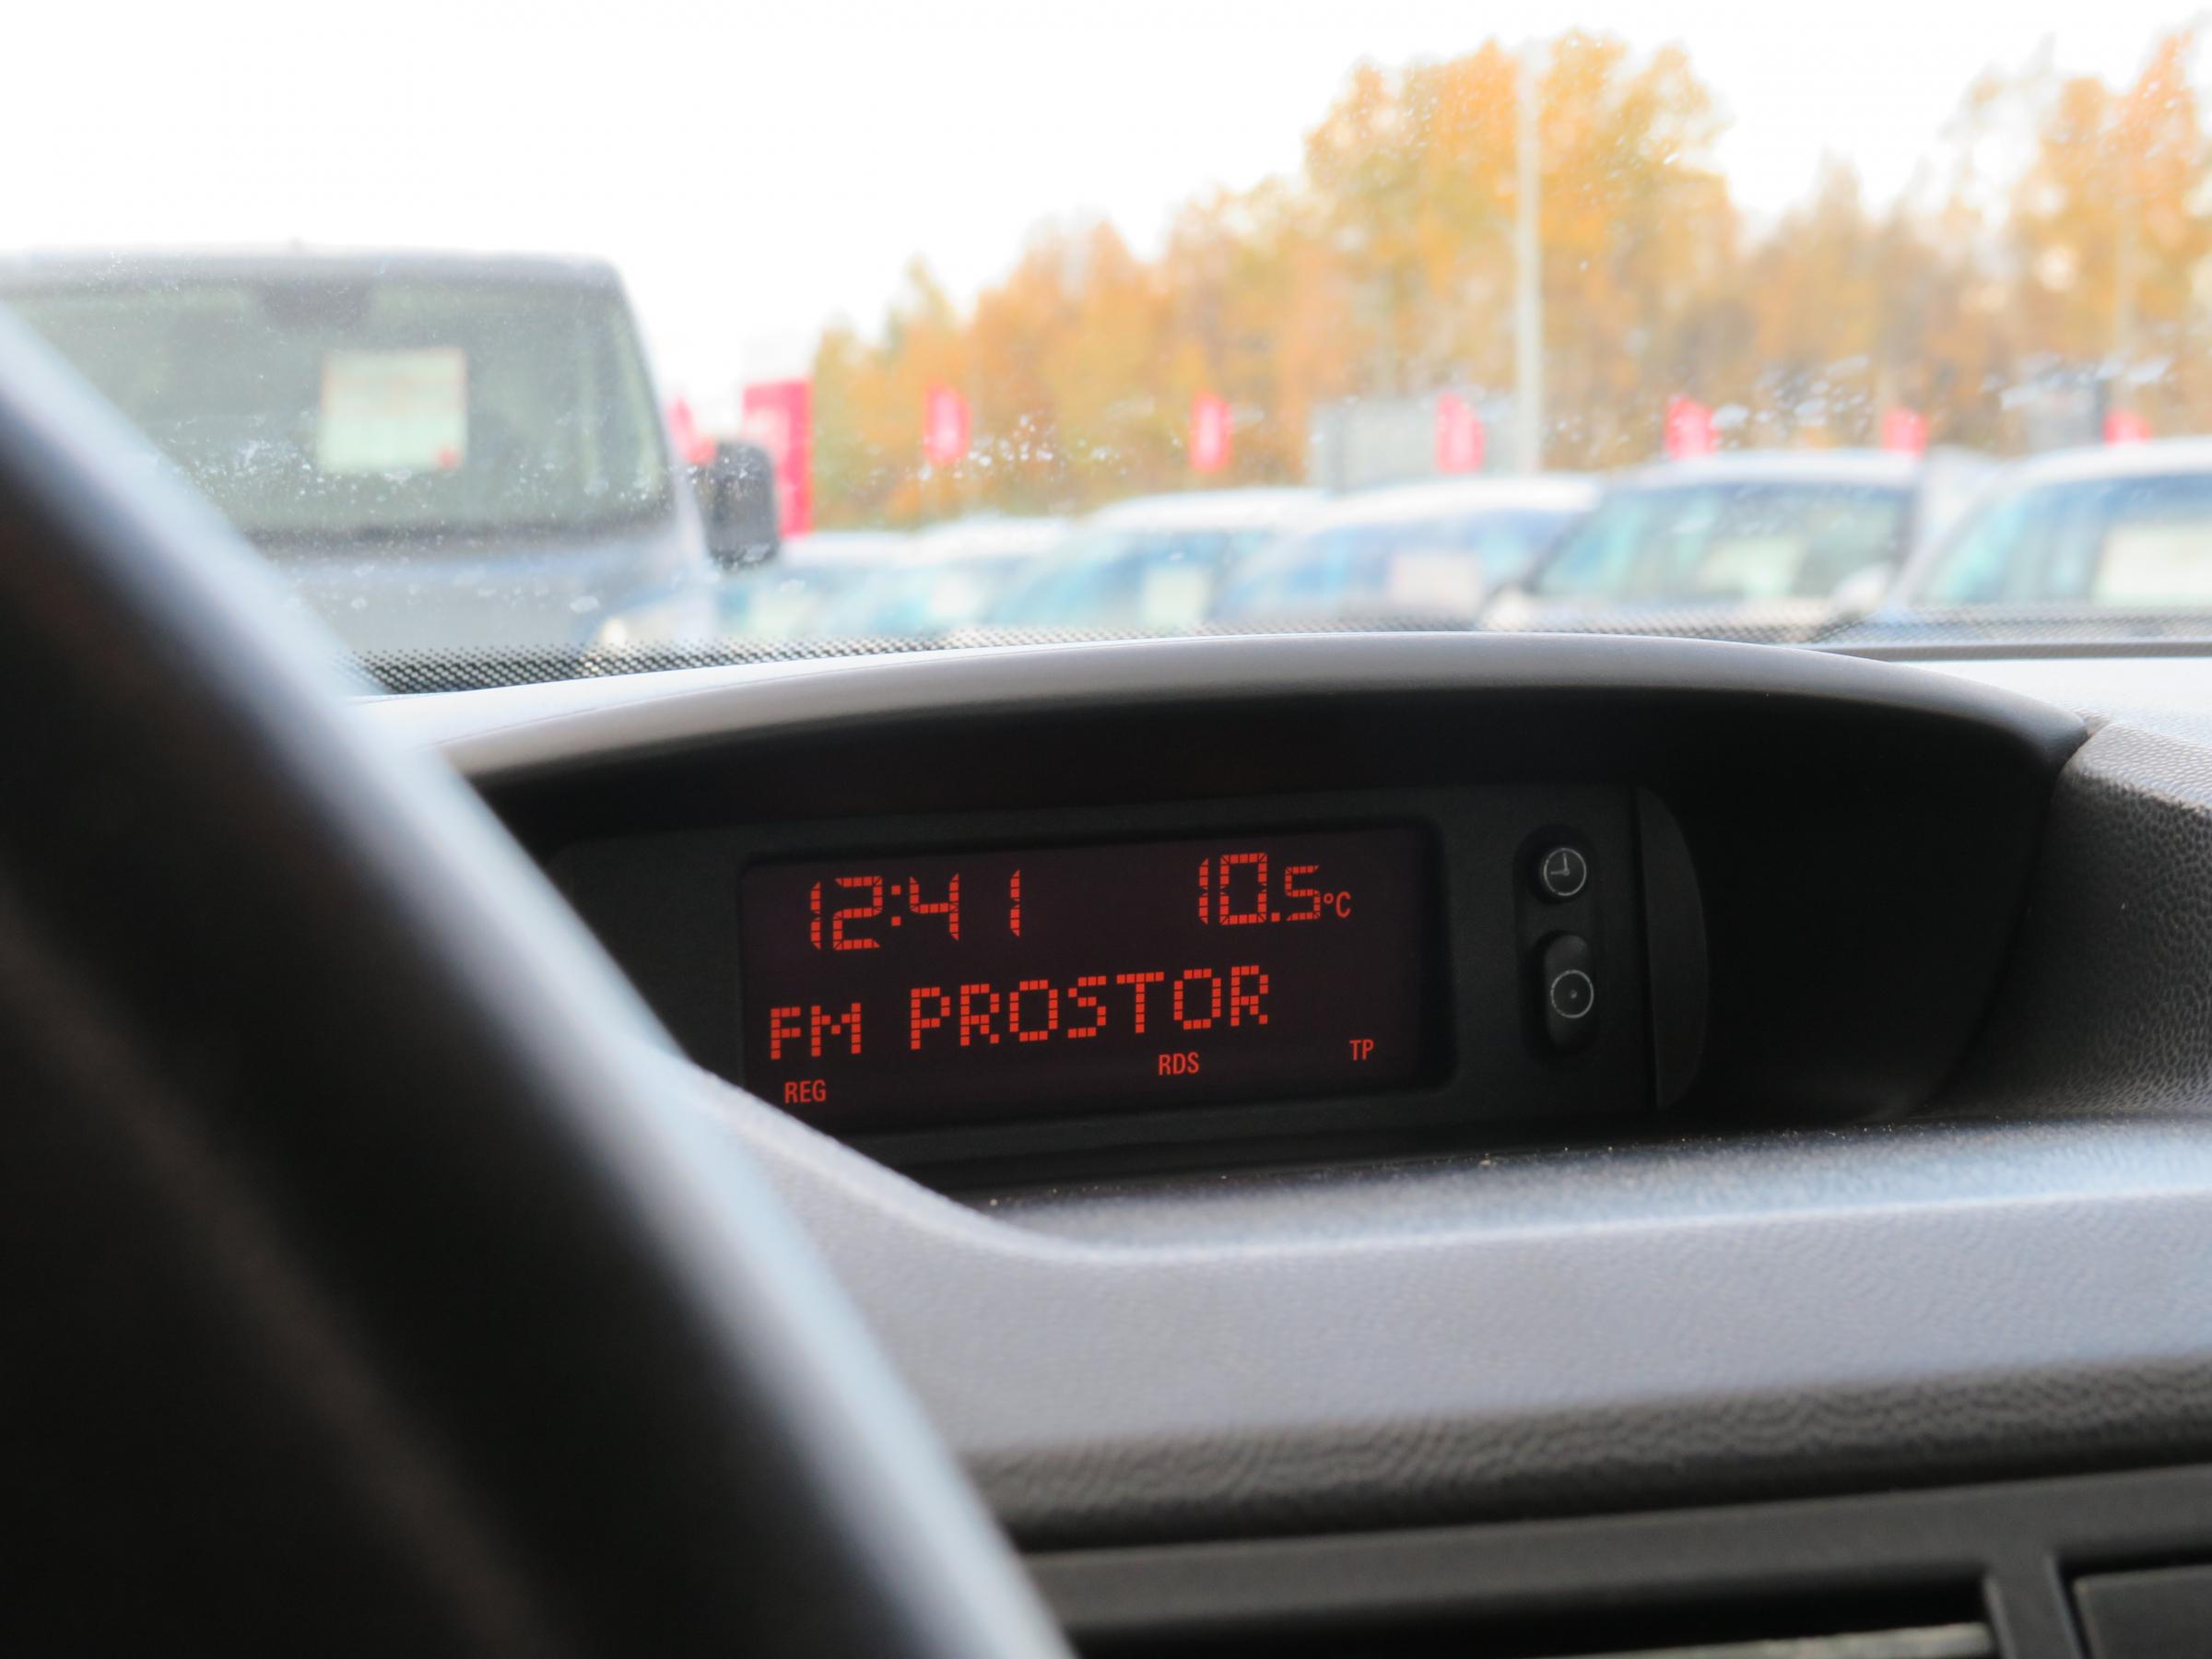 12:41 10.5°C
FM PROSTOR
REG RDS TP